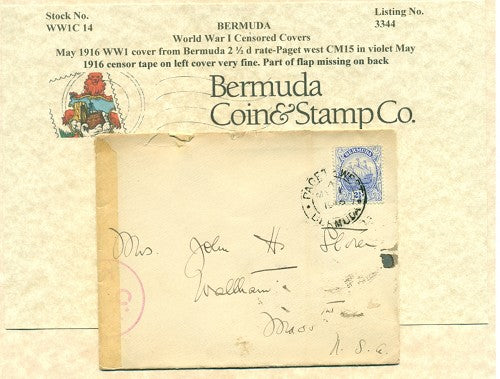 Stock No.
WW1C 14
BERMUDA
World War I Censored Covers
Listing No.
3344
May 1916 WW1 cover from Bermuda 2 ½ d rate-Paget west CM15 in violet May
1916 censor tape on left cover very fine. Part of flap missing on back
Bermuda
Coin&Stamp Co.
BERMUDA
PAGET WEST
BERMUDA
Mrs. John H.
Waltham
Mass
U. S. a.